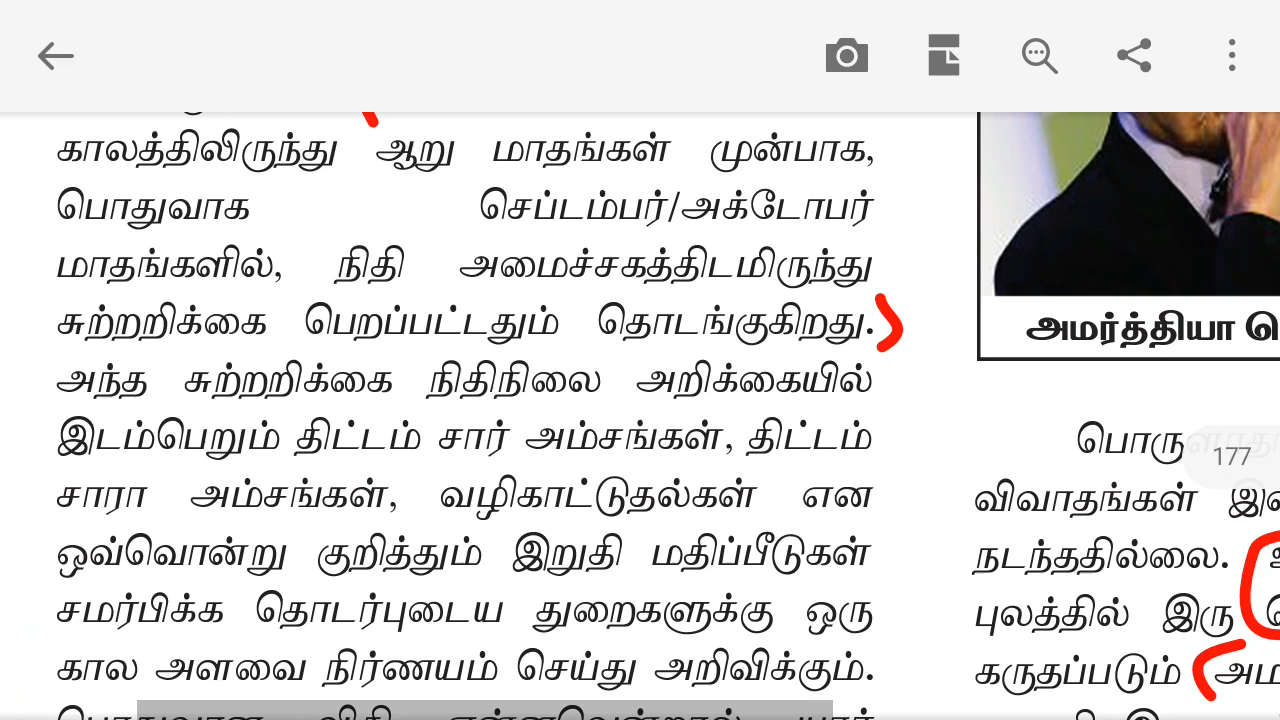 காலத்திலிருந்து ஆறு மாதங்கள் முன்பாக,
பொதுவாக செப்டம்பர்/அக்டோபர்
மாதங்களில், நிதி அமைச்சகத்திடமிருந்து
சுற்றறிக்கை பெறப்பட்டதும் தொடங்குகிறது.
அந்த சுற்றறிக்கை நிதிநிலை அறிக்கையில்
இடம்பெறும் திட்டம் சார் அம்சங்கள், திட்டம்
சாரா அம்சங்கள், வழிகாட்டுதல்கள் என
ஒவ்வொன்று குறித்தும் இறுதி மதிப்பீடுகள்
சமர்பிக்க தொடர்புடைய துறைகளுக்கு ஒரு
கால அளவை நிர்ணயம் செய்து அறிவிக்கும்.
அமர்த்தியா
177
விவாதங்கள்
நடந்ததில்லை.
புலத்தில் இரு
கருதப்படும்